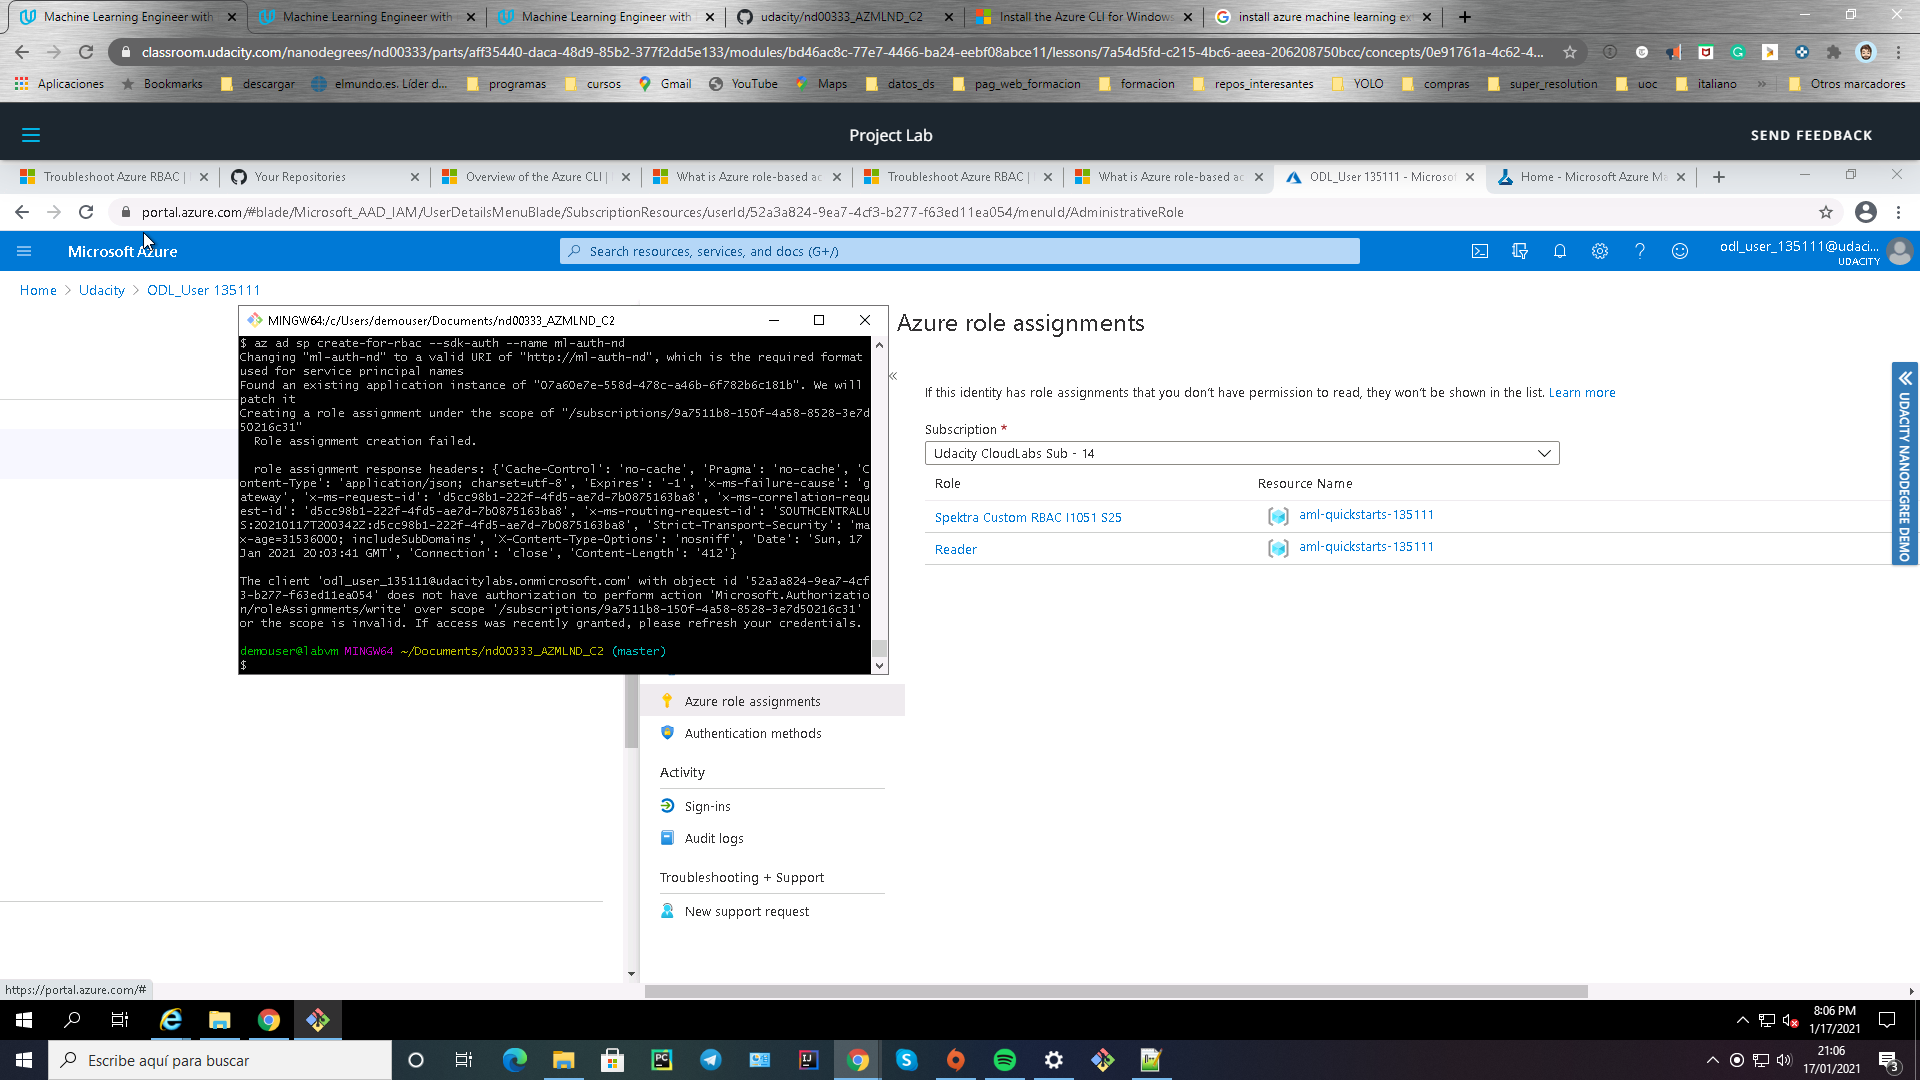 Machine Learning Engineer with
Machine Learning Engineer with
Machine Learning Engineer with
udacity/nd00333_AZMLND_C2
Install the Azure CLI for Windows
install azure machine learning ex
classroom.udacity.com/nanodegrees/nd00333/parts/aff35440-daca-48d9-85b2-377f2dd5e133/modules/bd46ac8c-77e7-4466-ba24-eebf08abce11/lessons/7a54d5fd-c215-4bc6-aeea-206208750bcc/concepts/0e91761a-4c62-4...
Aplicaciones
Bookmarks
descargar
elmundo.es. Líder d...
programas
cursos
Gmail
YouTube
Maps
datos_ds
pag_web_formacion
formacion
repos_interesantes
YOLO
compras
super_resolution
uoc
italiano
»
Otros marcadores
Project Lab
SEND FEEDBACK
Troubleshoot Azure RBAC |
Your Repositories
Overview of the Azure CLI |
What is Azure role-based ac
Troubleshoot Azure RBAC |
What is Azure role-based ac
ODL_User 135111 - Microsof
Home - Microsoft Azure Ma
portal.azure.com/#blade/Microsoft_AAD_IAM/UserDetailsMenuBlade/SubscriptionResources/userId/52a3a824-9ea7-4cf3-b277-f63ed11ea054/menuId/AdministrativeRole
Microsoft Azure
Search resources, services, and docs (G+/)
odl_user_135111@udaci...
UDACITY
Home > Udacity > ODL_User 135111
MINGW64:/c/Users/demouser/Documents/nd00333_AZMLND_C2
$ az ad sp create-for-rbac --sdk-auth --name ml-auth-nd
Changing "ml-auth-nd" to a valid URI of "http://ml-auth-nd", which is the required format
used for service principal names
Found an existing application instance of "07a60e7e-558d-478c-a46b-6f782b6c181b". We will
patch it
Creating a role assignment under the scope of "/subscriptions/9a7511b8-150f-4a58-8528-3e7d
50216c31"
Role assignment creation failed.
role assignment response headers: {'Cache-Control': 'no-cache', 'Pragma': 'no-cache', 'C
ontent-Type': 'application/json; charset=utf-8', 'Expires': '-1', 'x-ms-failure-cause': 'g
ateway', 'x-ms-request-id': 'd5cc98b1-222f-4fd5-ae7d-7b0875163ba8', 'x-ms-correlation-requ
est-id': 'd5cc98b1-222f-4fd5-ae7d-7b0875163ba8', 'x-ms-routing-request-id': 'SOUTHCENTRALU
S:20210117T200342Z:d5cc98b1-222f-4fd5-ae7d-7b0875163ba8', 'Strict-Transport-Security': 'ma
x-age=31536000; includeSubDomains', 'X-Content-Type-Options': 'nosniff', 'Date': 'Sun, 17
Jan 2021 20:03:41 GMT', 'Connection': 'close', 'Content-Length': '412'}
The client 'odl_user_135111@udacitylabs.onmicrosoft.com' with object id '52a3a824-9ea7-4cf
3-b277-f63ed11ea054' does not have authorization to perform action 'Microsoft.Authorizatio
n/roleAssignments/write' over scope '/subscriptions/9a7511b8-150f-4a58-8528-3e7d50216c31'
or the scope is invalid. If access was recently granted, please refresh your credentials.
demouser@labvm MINGW64 ~/Documents/nd00333_AZMLND_C2 (master)
$
Azure role assignments
«
If this identity has role assignments that you don't have permission to read, they won't be shown in the list. Learn more
Subscription *
Udacity CloudLabs Sub - 14
Role
Resource Name
Spektra Custom RBAC I1051 S25
aml-quickstarts-135111
Reader
aml-quickstarts-135111
UDACITY NANODEGREE DEMO
Azure role assignments
Authentication methods
Activity
Sign-ins
Audit logs
Troubleshooting + Support
New support request
https://portal.azure.com/#
8:06 PM
1/17/2021
Escribe aquí para buscar
21:06
17/01/2021
3